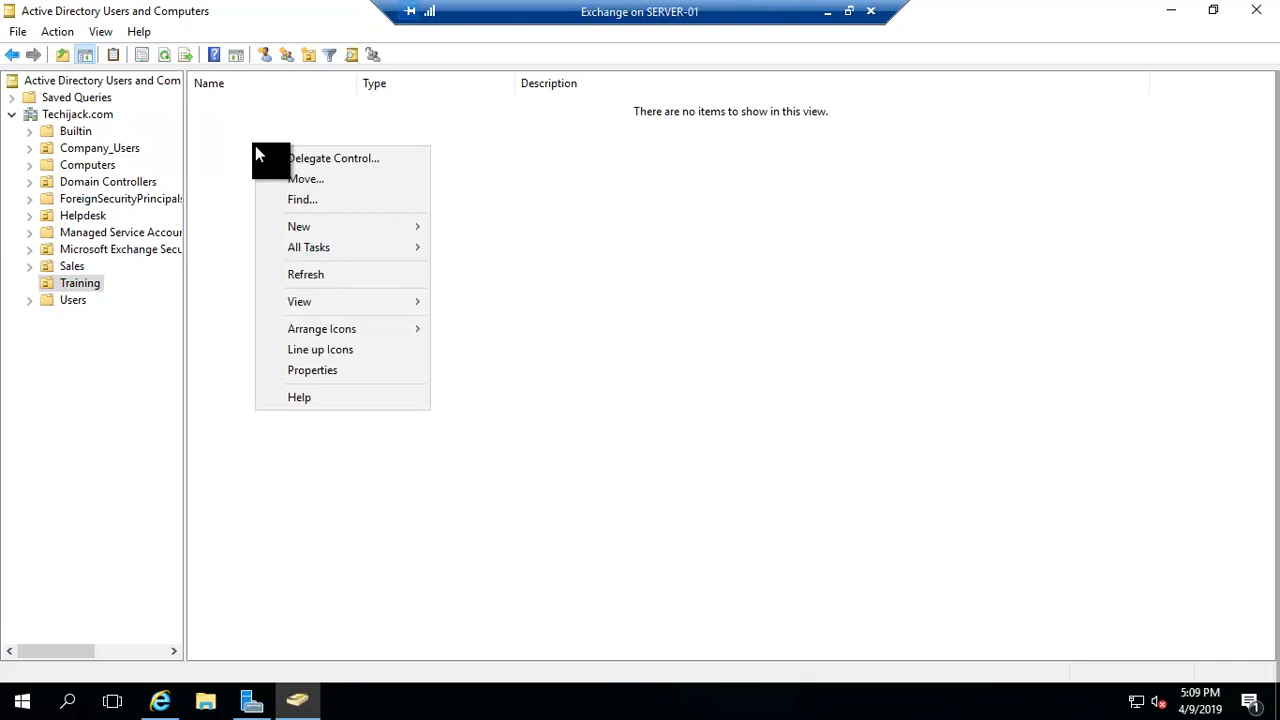 Active Directory Users and Computers
Exchange on SERVER-01
File Action View Help
Active Directory Users and Com
Saved Queries
Techijack.com
Builtin
Company_Users
Computers
Domain Controllers
ForeignSecurityPrincipals
Helpdesk
Managed Service Accour
Microsoft Exchange Secu
Sales
Training
Users
Name Type Description
There are no items to show in this view.
Delegate Control...
Move...
Find...
New
All Tasks
Refresh
View
Arrange Icons
Line up Icons
Properties
Help
5:09 PM
4/9/2019
1